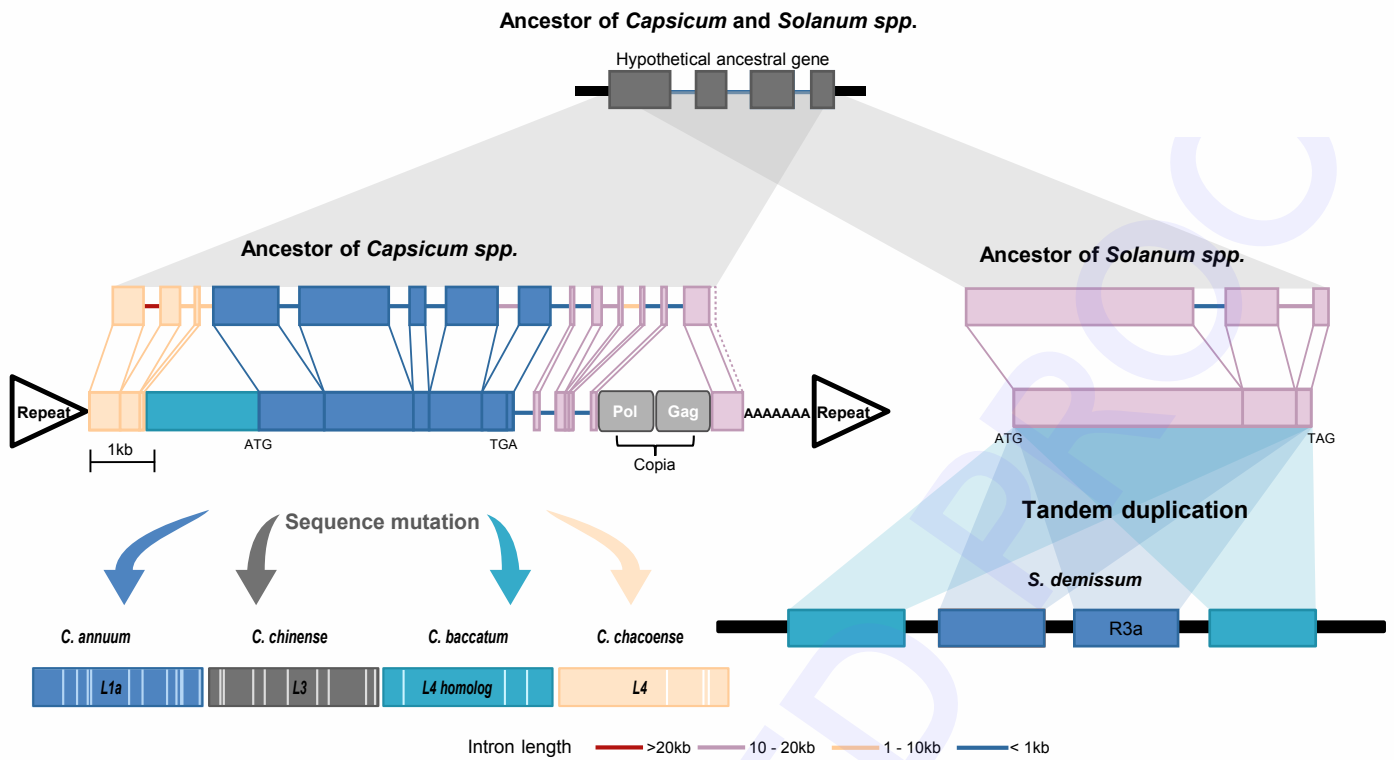 Ancestor of Capsicum and Solanum spp.
Hypothetical ancestral gene
Ancestor of Capsicum spp.
Ancestor of Solanum spp.
Repeat
Pol
Gag
AAAAAAA
Repeat
ATG
TGA
1kb
Copia
ATG
TAG
Tandem duplication
Sequence mutation
S. demissum
R3a
C. annuum
C. chinense
C. baccatum
C. chacoense
L1a
L3
L4 homolog
L4
Intron length >20kb 10 - 20kb 1 - 10kb < 1kb